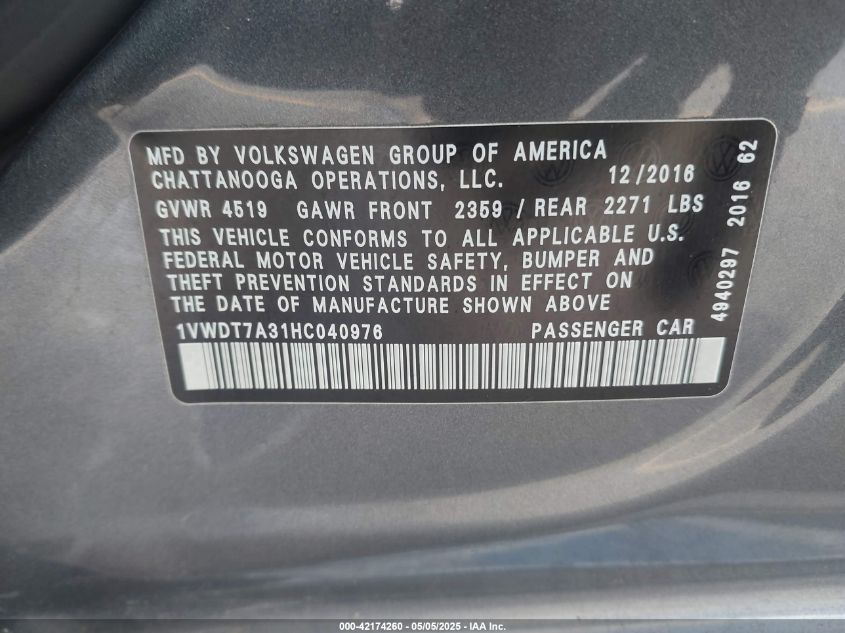 MFD BY VOLKSWAGEN GROUP OF AMERICA
CHATTANOOGA OPERATIONS, LLC. 12/2016
GVWR 4519 GAWR FRONT 2359 / REAR 2271 LBS
THIS VEHICLE CONFORMS TO ALL APPLICABLE U.S.
FEDERAL MOTOR VEHICLE SAFETY, BUMPER AND
THEFT PREVENTION STANDARDS IN EFFECT ON
THE DATE OF MANUFACTURE SHOWN ABOVE
1VWDT7A31HC040976 PASSENGER CAR
4940297 2016 62
000-42174260 - 05/05/2025 - IAA Inc.